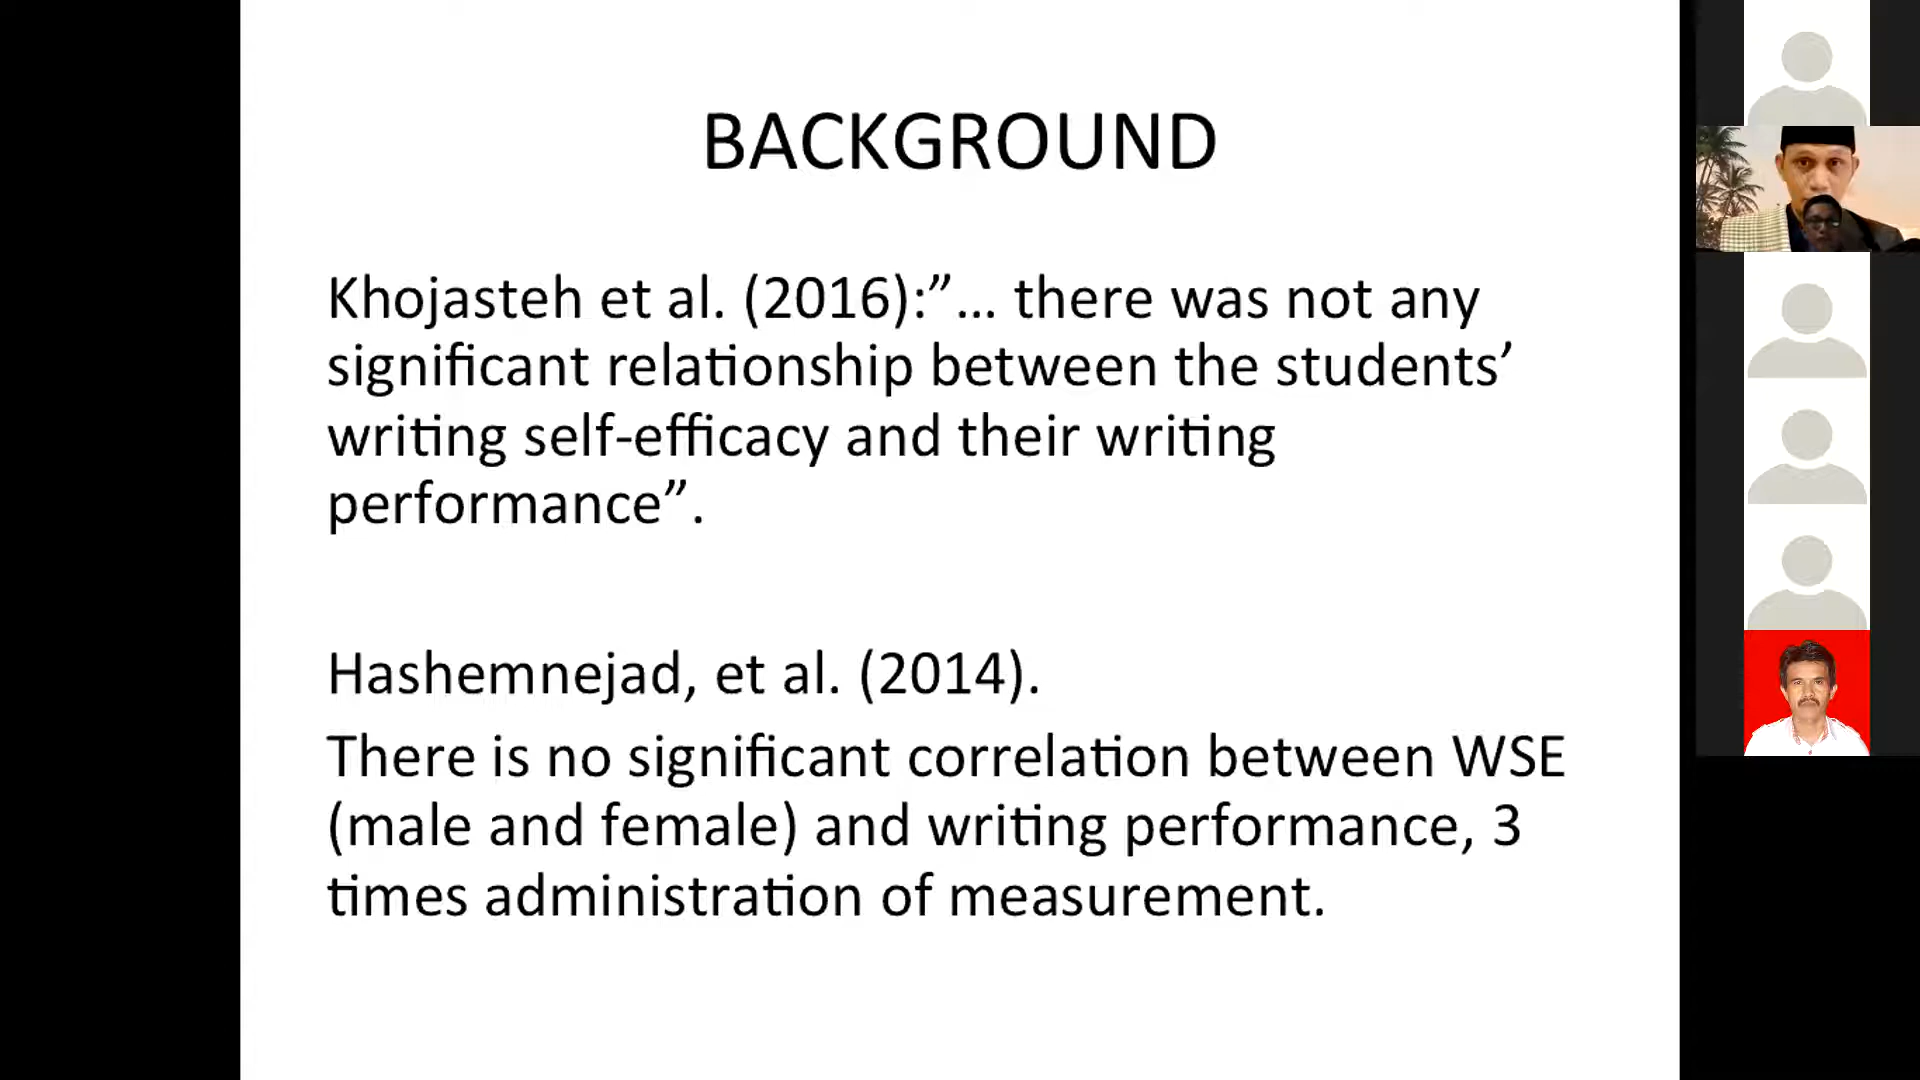 BACKGROUND
Khojasteh et al. (2016):”... there was not any
significant relationship between the students’
writing self-efficacy and their writing
performance”.
Hashemnejad, et al. (2014).
There is no significant correlation between WSE
(male and female) and writing performance, 3
times administration of measurement.